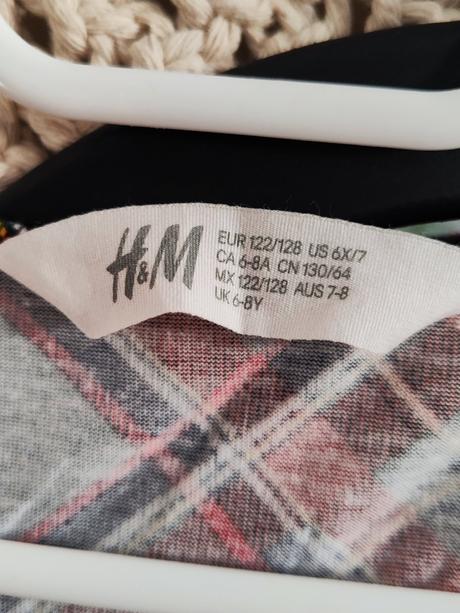 H&M
EUR 122/128 US 6X/7
CA 6-8A CN 130/64
MX 122/128 AUS 7-8
UK 6-8Y